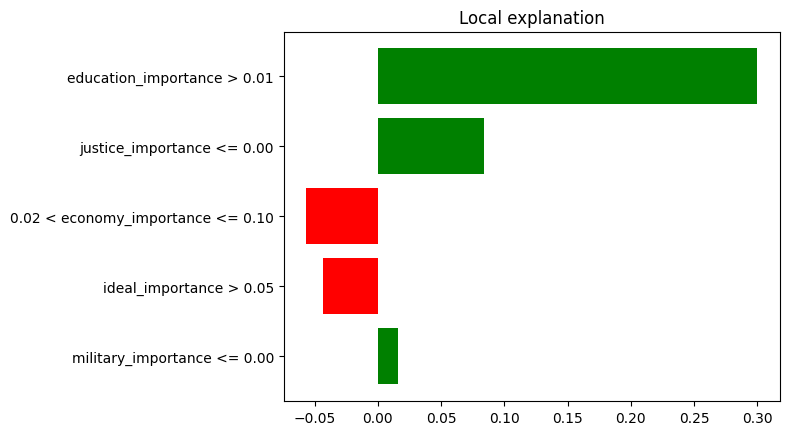 Local explanation
education_importance > 0.01
justice_importance <= 0.00
0.02 < economy_importance <= 0.10
ideal_importance > 0.05
military_importance <= 0.00
−0.05 0.00 0.05 0.10 0.15 0.20 0.25 0.30